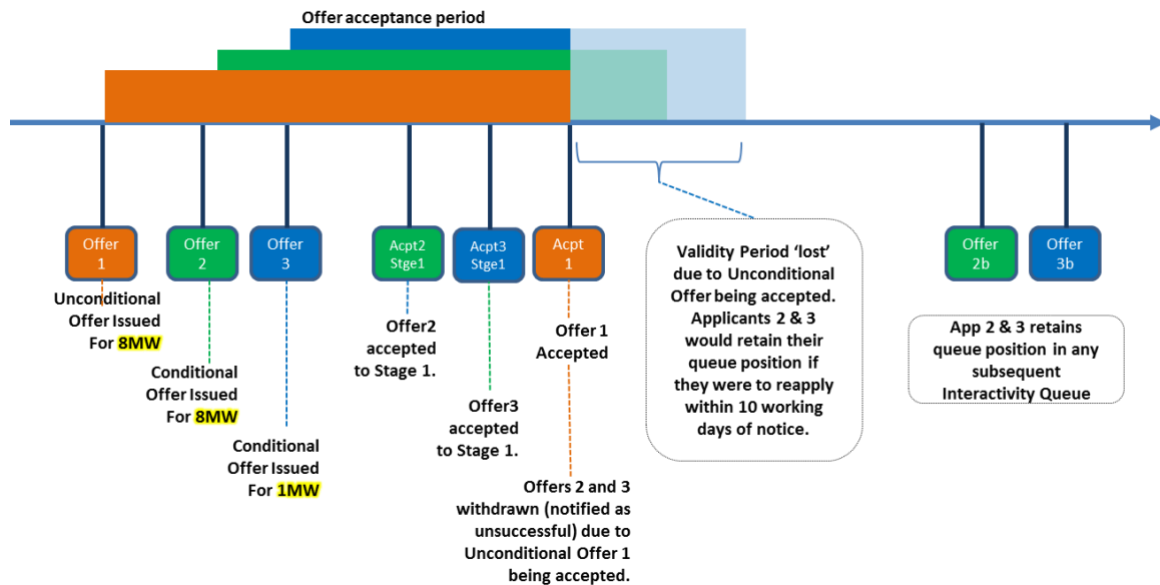 Offer acceptance period
Offer
1
Offer
2
Offer
3
Acpt2
Stge1
Acpt3
Stge1
Acpt
1
Offer
2b
Offer
3b
Unconditional
Offer Issued
For 8MW
Conditional
Offer Issued
For 8MW
Conditional
Offer Issued
For 1MW
Offer2
accepted
to Stage 1.
Offer3
accepted
to Stage 1.
Offer 1
Accepted
Offers 2 and 3
withdrawn (notified as
unsuccessful) due to
Unconditional Offer 1
being accepted.
Validity Period ‘lost’
due to Unconditional
Offer being accepted.
Applicants 2 & 3
would retain their
queue position if
they were to reapply
within 10 working
days of notice.
App 2 & 3 retains
queue position in any
subsequent
Interactivity Queue